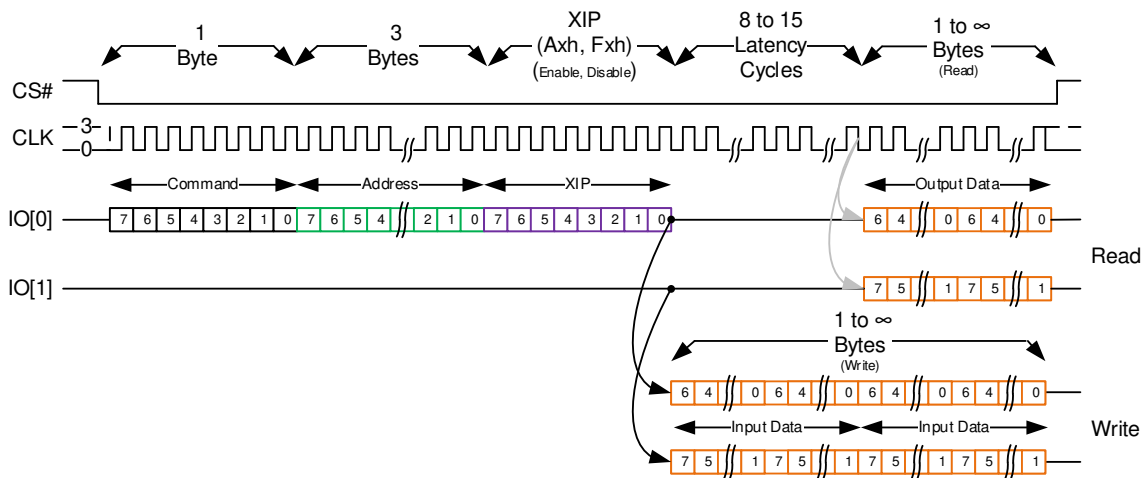 1 Byte
3 Bytes
XIP (Axh, Fxh) (Enable, Disable)
8 to 15 Latency Cycles
1 to ∞ Bytes (Read)
CS#
CLK 3 0
Command Address XIP Output Data
IO[0] 7 6 5 4 3 2 1 0 7 6 5 4 2 1 0 7 6 5 4 3 2 1 0 6 4 0 6 4 0
Read
IO[1] 7 5 1 7 5 1
1 to ∞ Bytes (Write)
6 4 0 6 4 0 6 4 0 6 4 0
Input Data Input Data
Write
7 5 1 7 5 1 7 5 1 7 5 1